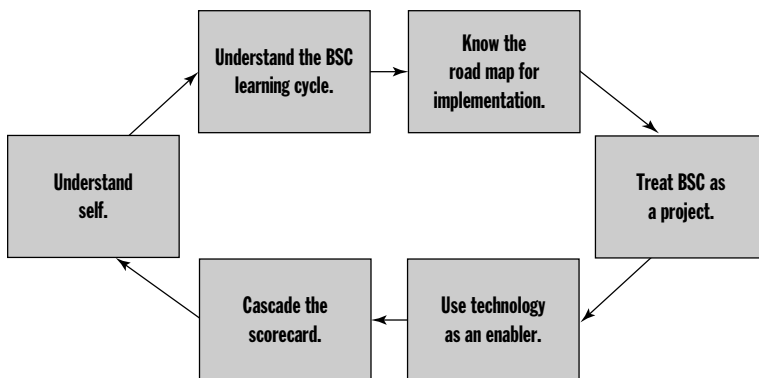 Understand the BSC
learning cycle.
Know the
road map for
implementation.
Understand
self.
Treat BSC as
a project.
Cascade the
scorecard.
Use technology
as an enabler.